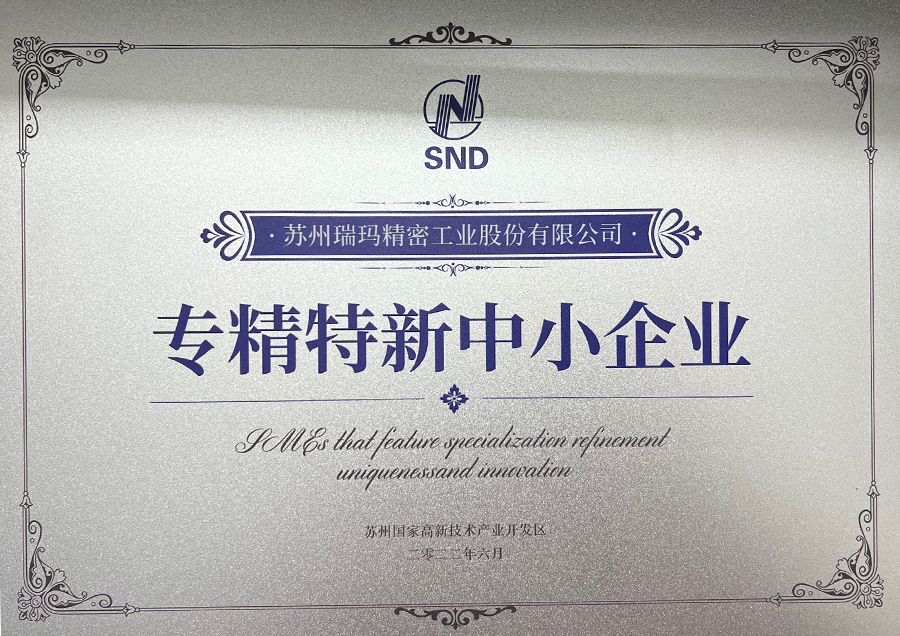 SND
·苏州瑞玛精密工业股份有限公司·
专精特新中小企业
SMEs that feature specialization refinement
uniquenessand innovation
苏州国家高新技术产业开发区
二零二二年六月